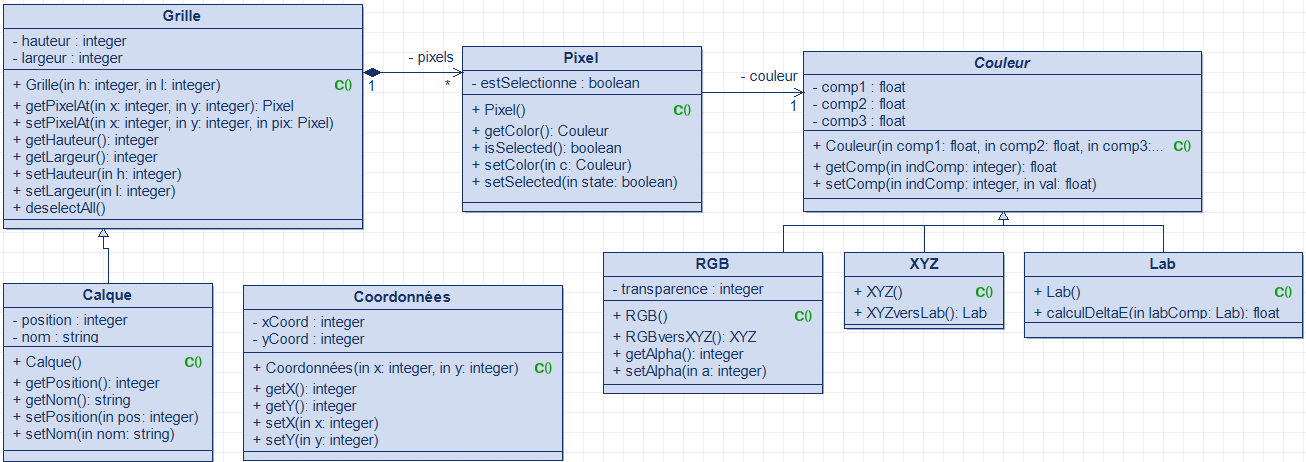 Grille
- hauteur : integer
- largeur : integer
+ Grille(in h: integer, in l: integer) C()
+ getPixelAt(in x: integer, in y: integer): Pixel
+ setPixelAt(in x: integer, in y: integer, in pix: Pixel)
+ getHauteur(): integer
+ getLargeur(): integer
+ setHauteur(in h: integer)
+ setLargeur(in l: integer)
+ deselectAll()
- pixels
1
*
Pixel
- estSelectionne : boolean
+ Pixel() C()
+ getColor(): Couleur
+ isSelected(): boolean
+ setColor(in c: Couleur)
+ setSelected(in state: boolean)
- couleur
1
Couleur
- comp1 : float
- comp2 : float
- comp3 : float
+ Couleur(in comp1: float, in comp2: float, in comp3:... C()
+ getComp(in indComp: integer): float
+ setComp(in indComp: integer, in val: float)
Calque
- position : integer
- nom : string
+ Calque() C()
+ getPosition(): integer
+ getNom(): string
+ setPosition(in pos: integer)
+ setNom(in nom: string)
Coordonnées
- xCoord : integer
- yCoord : integer
+ Coordonnées(in x: integer, in y: integer) C()
+ getX(): integer
+ getY(): integer
+ setX(in x: integer)
+ setY(in y: integer)
RGB
- transparence : integer
+ RGB() C()
+ RGBversXYZ(): XYZ
+ getAlpha(): integer
+ setAlpha(in a: integer)
XYZ
+ XYZ() C()
+ XYZversLab(): Lab
Lab
+ Lab() C()
+ calculDeltaE(in labComp: Lab): float